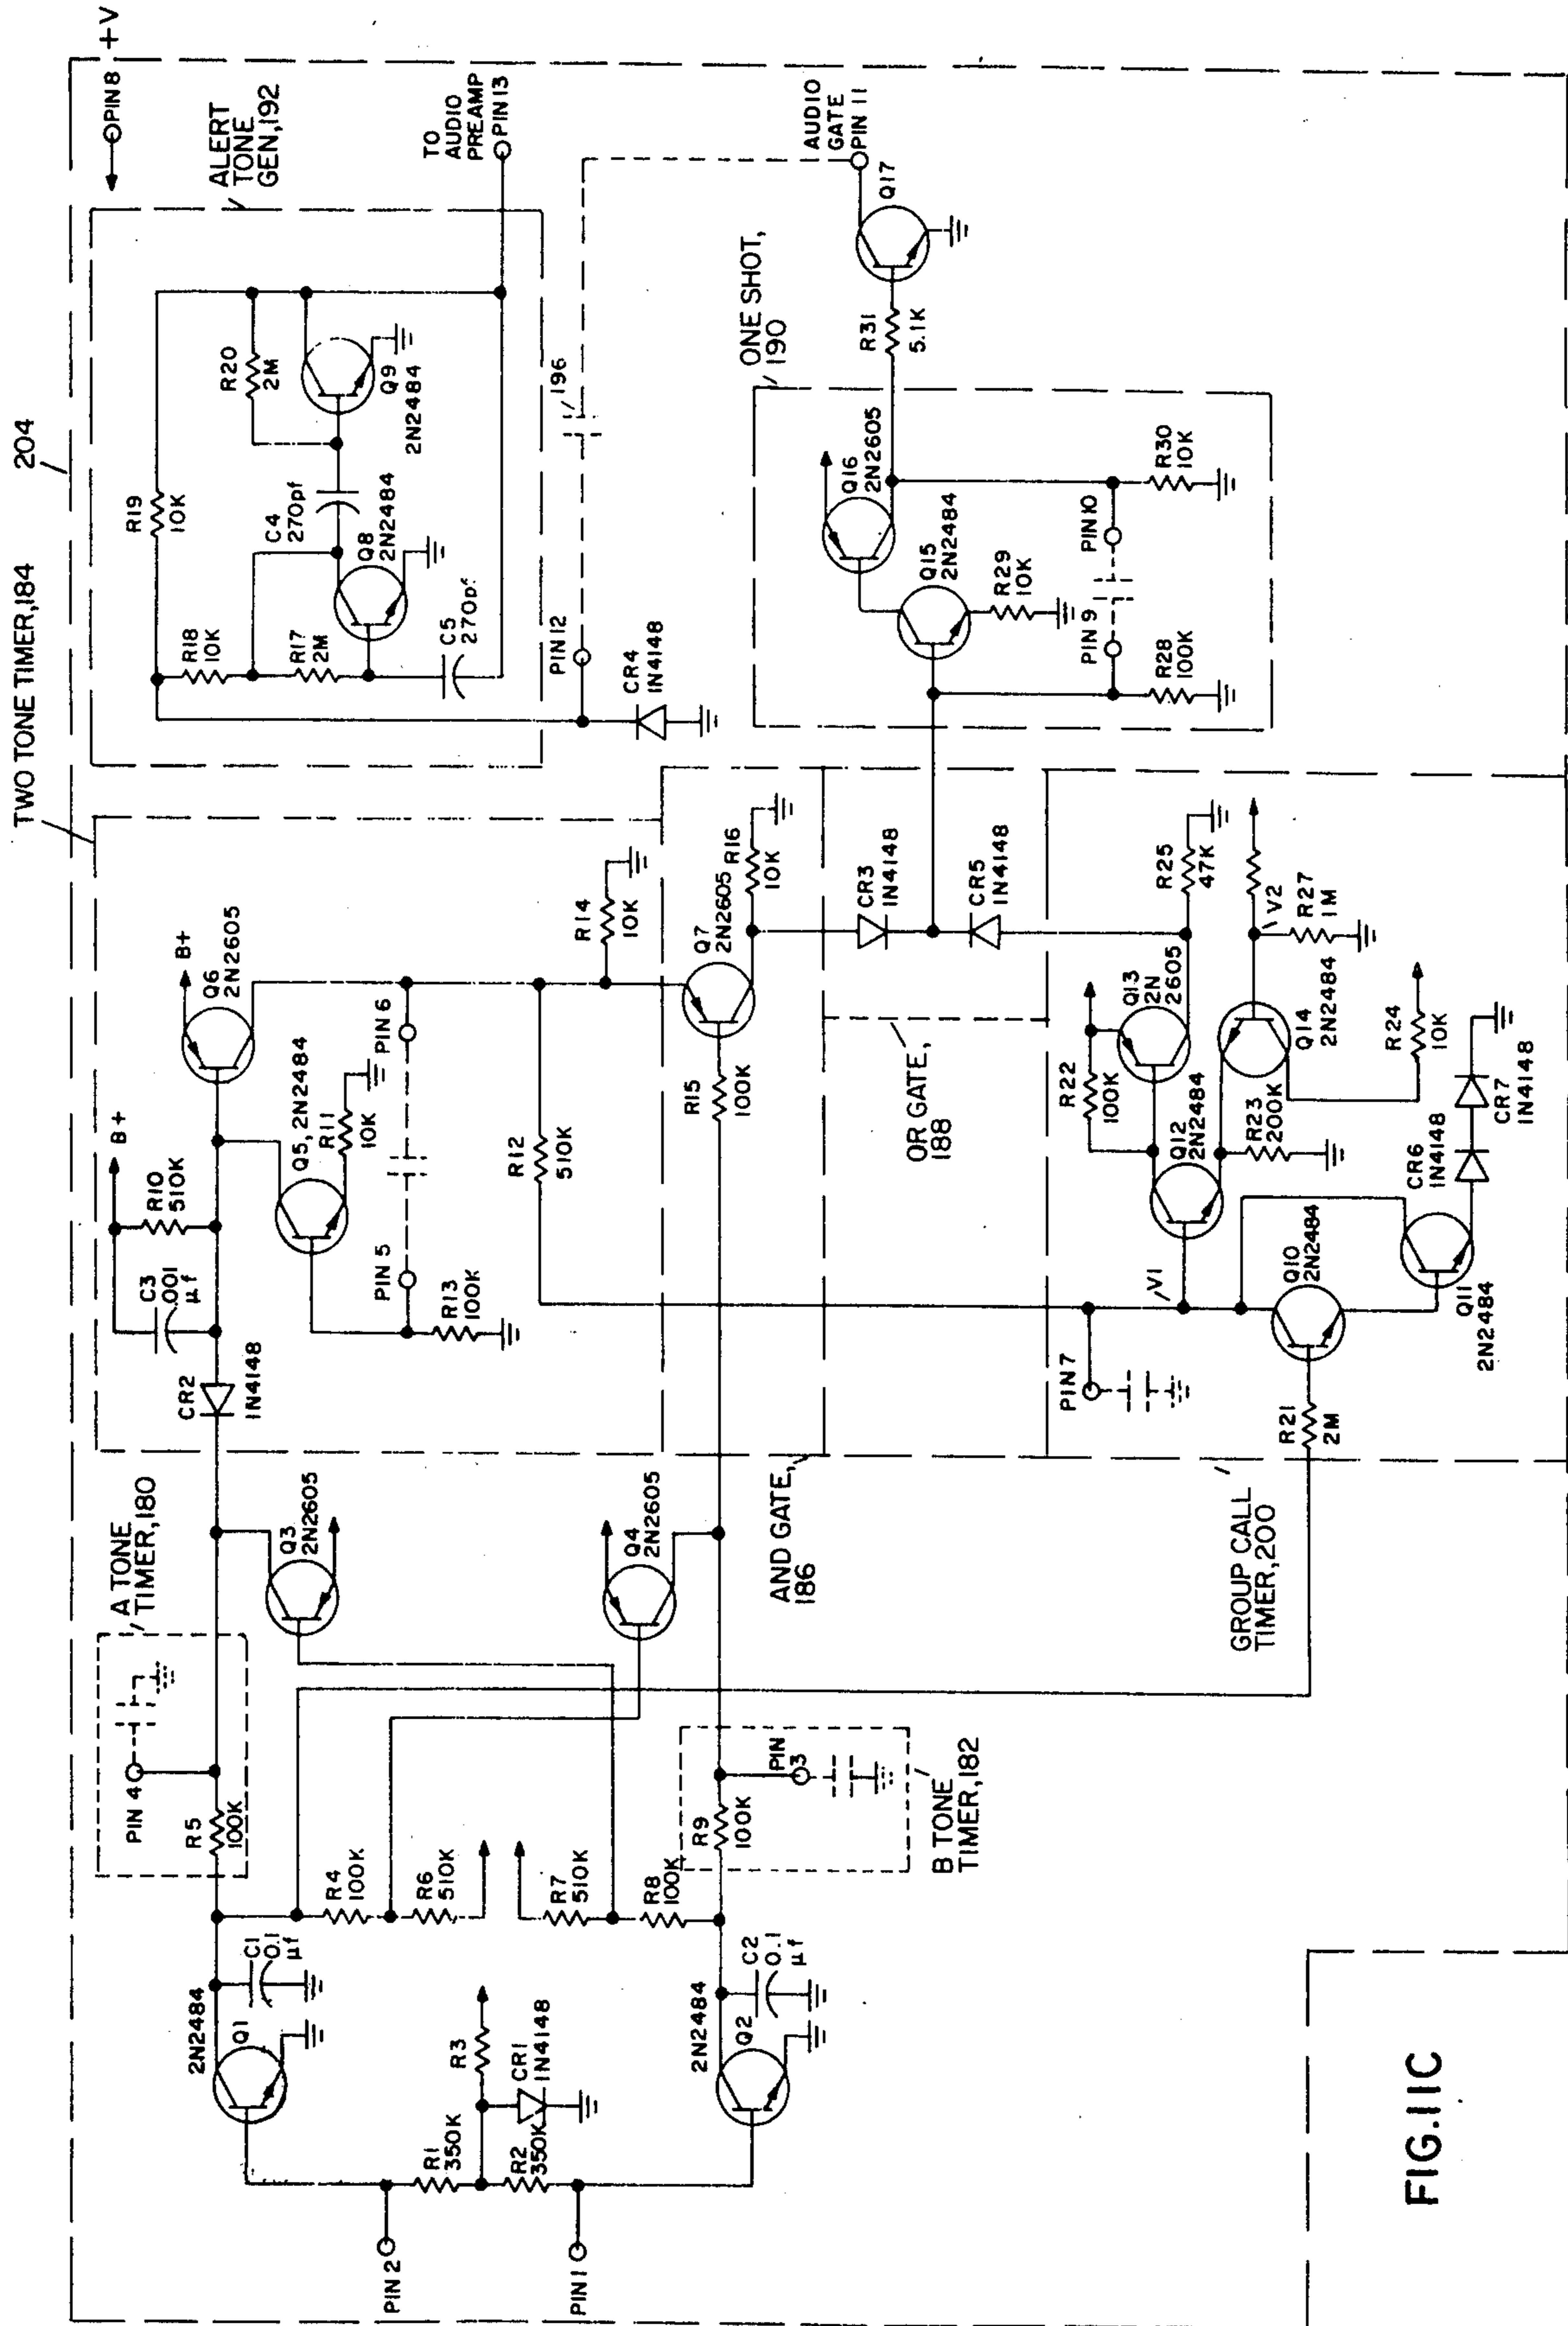 TWO TONE TIMER,184
204
+V
PIN 8
ALERT
TONE
GEN,192
R19
10K
R18
10K
C4
270pf
R20
2M
TO
AUDIO
PREAMP
PIN 13
R17
2M
Q8
2N2484
Q9
2N2484
C5
270pf
196
PIN 12
AUDIO
GATE
PIN 11
CR4
1N4148
ONE SHOT,
190
Q17
R31
5.1K
Q16
2N2605
Q15
2N2484
R29
10K
PIN 9
PIN 10
R28
100K
R30
10K
B+
B+
C3
.001
μf
R10
510K
Q6
2N2605
CR2
1N4148
Q5, 2N2484
R11
10K
PIN 5
PIN 6
R13
100K
R12
510K
R14
10K
Q7
2N2605
R16
10K
R15
100K
CR3
1N4148
CR5
1N4148
OR GATE,
188
AND GATE,
186
R22
100K
Q13
2N
2605
R25
47K
Q12
2N2484
V2
R27
1M
V1
R23
200K
Q14
2N2484
R24
10K
PIN 7
Q10
2N2484
CR6
1N4148
CR7
1N4148
Q11
2N2484
R21
2M
GROUP CALL
TIMER,200
A TONE
TIMER,180
PIN 4
R5
100K
Q3
2N2605
Q4
2N2605
2N2484
Q1
C1
0.1
μf
R4
100K
R6
510K
R7
510K
R8
100K
R9
100K
PIN
3
B TONE
TIMER,182
PIN 2
R1
350K
R3
CR1
1N4148
R2
350K
PIN 1
2N2484
Q2
C2
0.1
μf
FIG.11C